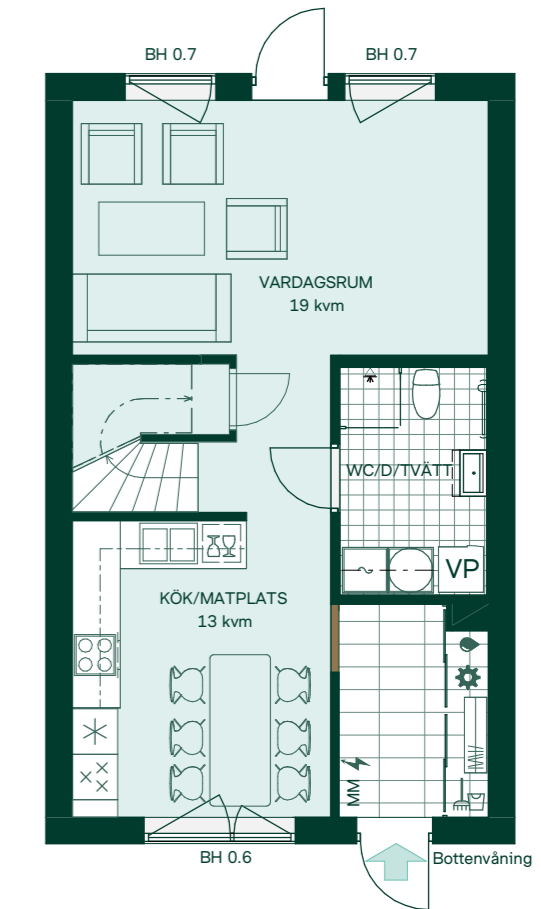 BH 0.7
BH 0.7
VARDAGSRUM
19 kvm
WC/D/TVÄTT
VP
KÖK/MATPLATS
13 kvm
MM
BH 0.6
Bottenvåning